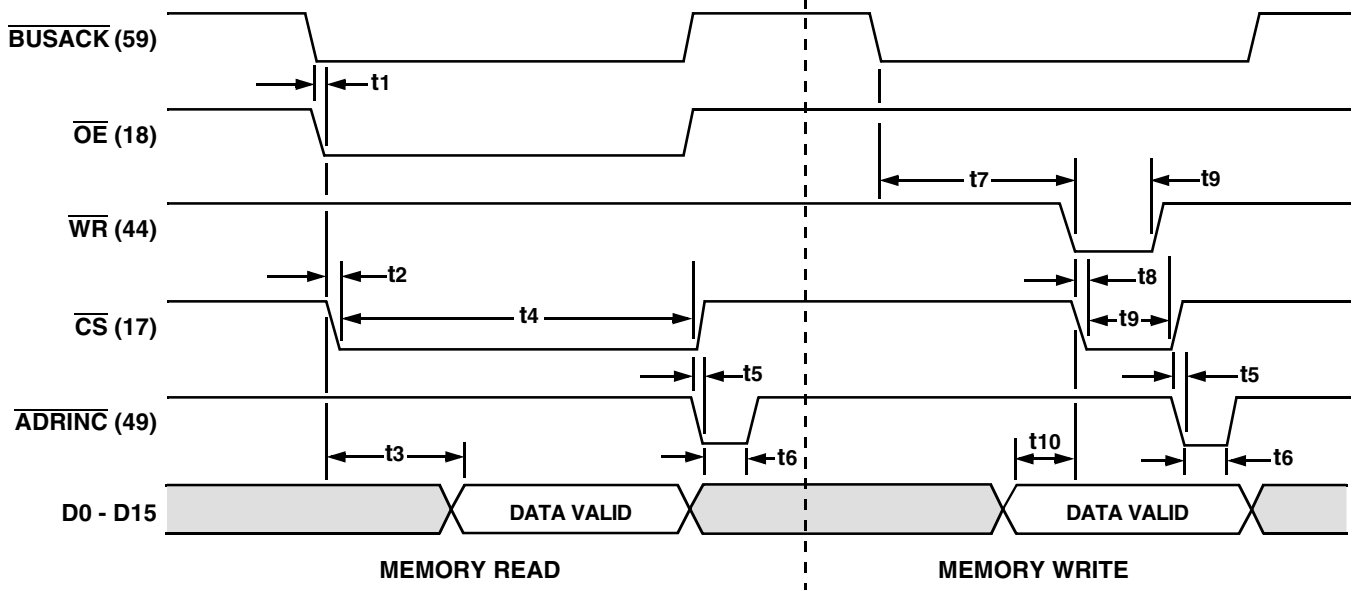 BUSACK (59)
t1
OE (18)
t7
t9
WR (44)
t2
t8
t4
t9
CS (17)
t5
t5
ADRINC (49)
t3
t6
t10
t6
D0 - D15
DATA VALID
DATA VALID
MEMORY READ
MEMORY WRITE